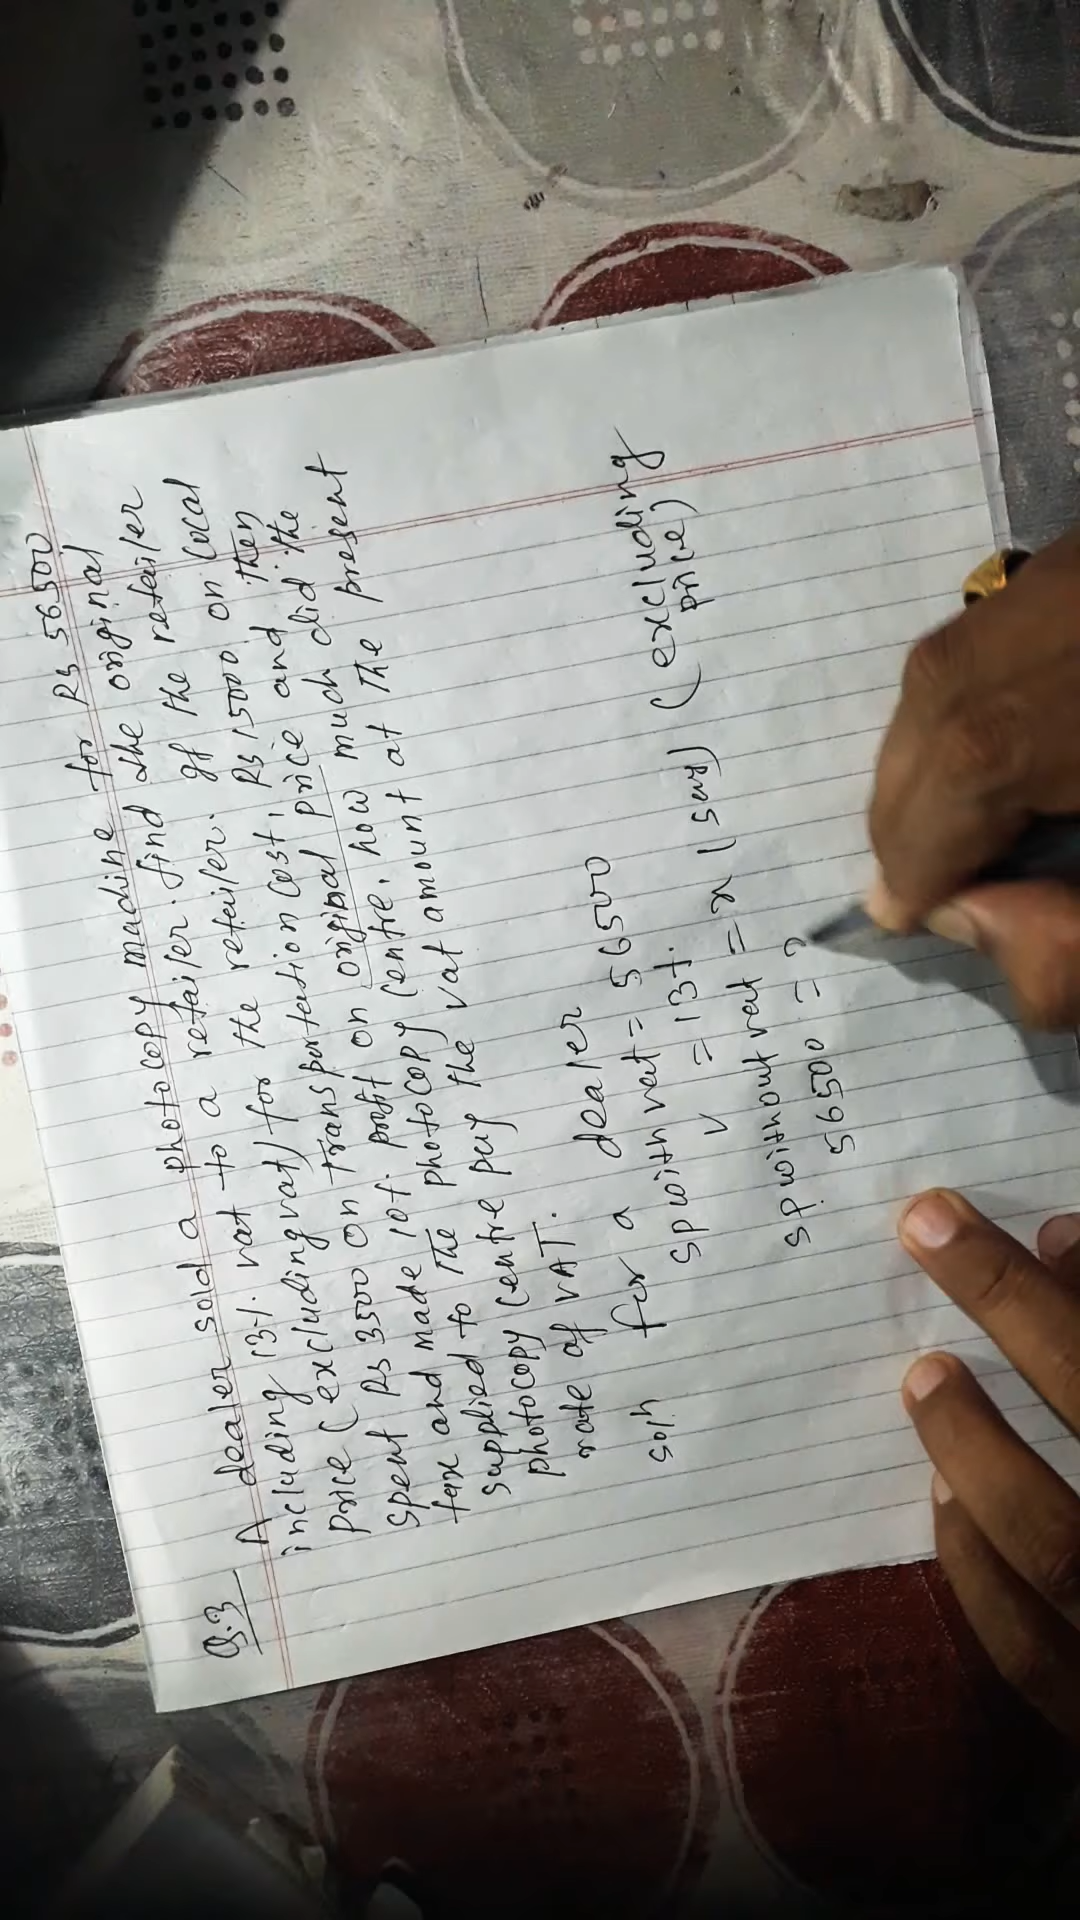 Q.3 A dealer sold a photocopy machine for Rs 56500
including 13%. vat to a retailer. find the original
price (excluding vat) for the retailer. If the retailer
spent Rs 3500 on transportation cost, Rs 1500 on local
tax and made 10%. profit on original price and then
supplied to the photocopy centre. how much did the
photocopy centre pay the vat amount at the present
rate of VAT.
soln for a dealer
sp with vat = 56500
V = 13%.
sp without vat = x (say) (excluding
price)
56500 = ?